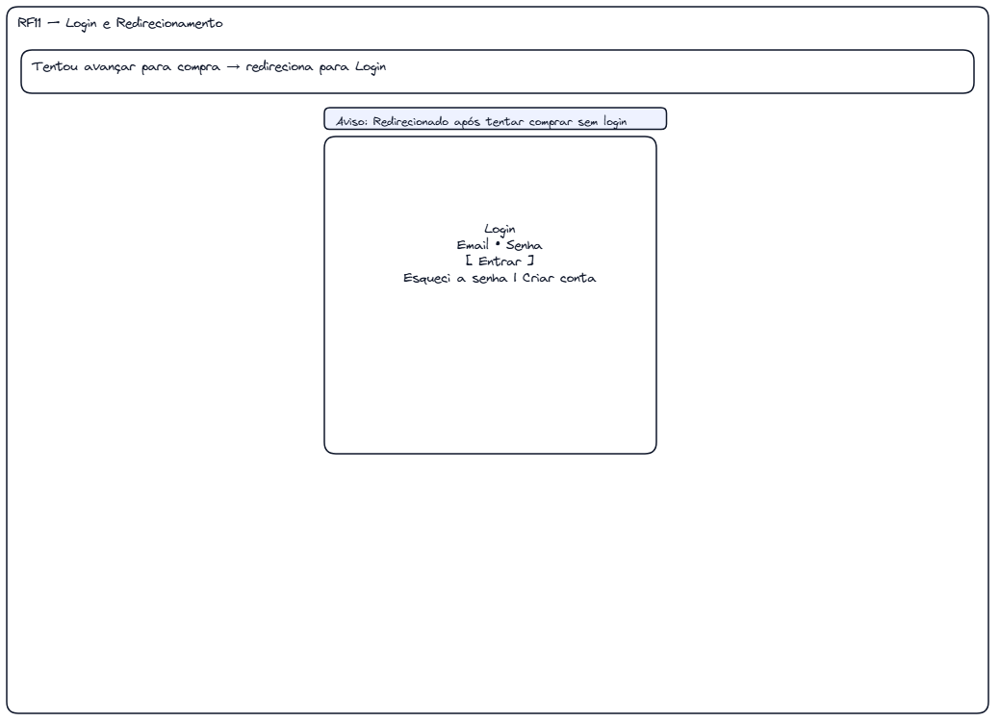 RF11 — Login e Redirecionamento
Tentou avançar para compra → redireciona para Login
Aviso: Redirecionado após tentar comprar sem login
Login
Email • Senha
[ Entrar ]
Esqueci a senha | Criar conta